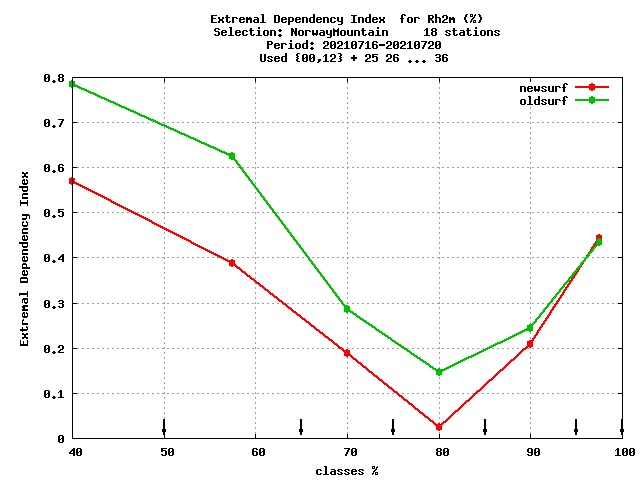 Extremal Dependency Index  for Rh2m (%)
Selection: NorwayMountain     18 stations
Period: 20210716-20210720
Used {00,12} + 25 26 ... 36
newsurf
oldsurf
0.8
0.7
0.6
0.5
0.4
0.3
0.2
0.1
0
Extremal Dependency Index
40 50 60 70 80 90 100
classes %